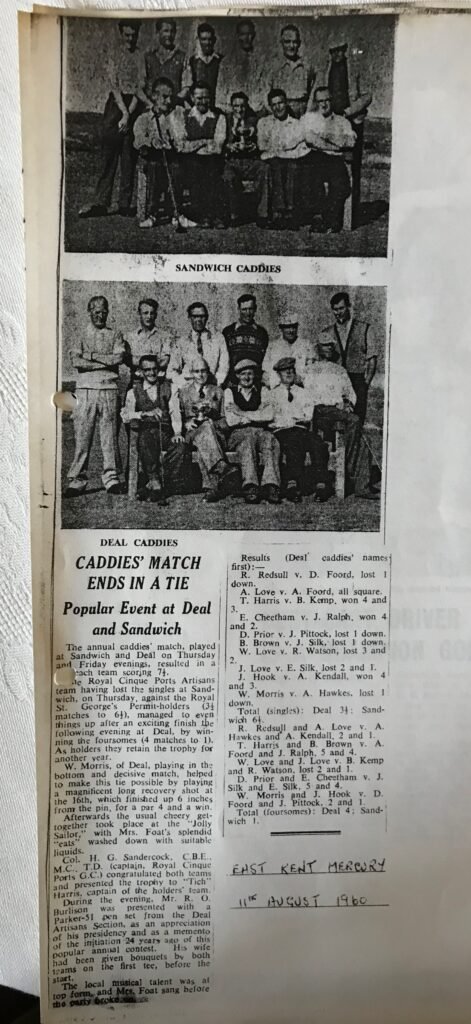 SANDWICH CADDIES
DEAL CADDIES
CADDIES' MATCH
ENDS IN A TIE
Popular Event at Deal
and Sandwich
The annual caddies' match, played
at Sandwich and Deal on Thursday
and Friday evenings, resulted in a
each team scoring 7½.
he Royal Cinque Ports Artisans
team having lost the singles at Sand-
wich, on Thursday, against the Royal
St. George's Permit-holders (3½
matches to 6½), managed to even
things up after an exciting finish the
following evening at Deal, by win-
ning the foursomes (4 matches to 1).
As holders they retain the trophy for
another year.
W. Morris, of Deal, playing in the
bottom and decisive match, helped
to make this tie possible by playing
a magnificent long recovery shot at
the 16th, which finished up 6 inches
from the pin, for a par 4 and a win.
Afterwards the usual cheery get-
together took place at the "Jolly
Sailor," with Mrs. Foat's splendid
"eats" washed down with suitable
liquids.
Col. H. G. Sandercock, C.B.E.,
M.C., T.D. (captain, Royal Cinque
Ports G.C.) congratulated both teams
and presented the trophy to "Tich"
Harris, captain of the holders' team.
During the evening, Mr. R. O.
Burlison was presented with a
Parker-51 pen set from the Deal
Artisans Section, as an appreciation
of his presidency and as a memento
of the initiation 24 years ago of this
popular annual contest. His wife
had been given bouquets by both
teams on the first tee, before the
start.
The local musical talent was at
top form, and Mrs. Foat sang before
the party broke up.
Results (Deal caddies' names
first):—
R. Redsull v. D. Foord, lost 1
down.
A. Love v. A. Foord, all square.
T. Harris v. B. Kemp, won 4 and
3.
E. Cheetham v. J. Ralph, won 4
and 2.
D. Prior v. J. Pittock, lost 1 down.
B. Brown v. J. Silk, lost 1 down.
W. Love v. R. Watson, lost 3 and
2.
J. Love v. E. Silk, lost 2 and 1.
J. Hook v. A. Kendall, won 4
and 3.
W. Morris v. A. Hawkes, lost 1
down.
Total (singles): Deal 3½; Sand-
wich 6½.
R. Redsull and A. Love v. A.
Hawkes and A. Kendall, 2 and 1.
T. Harris and B. Brown v. A.
Foord and J. Ralph, 5 and 4.
W. Love and J. Love v. B. Kemp
and R. Watson, lost 2 and 1.
D. Prior and E. Cheetham v. J.
Silk and E. Silk, 5 and 4.
W. Morris and J. Hook v. D.
Foord and J. Pittock, 2 and 1.
Total (foursomes): Deal 4; Sand-
wich 1.
EAST KENT MERCURY
11TH AUGUST 1960